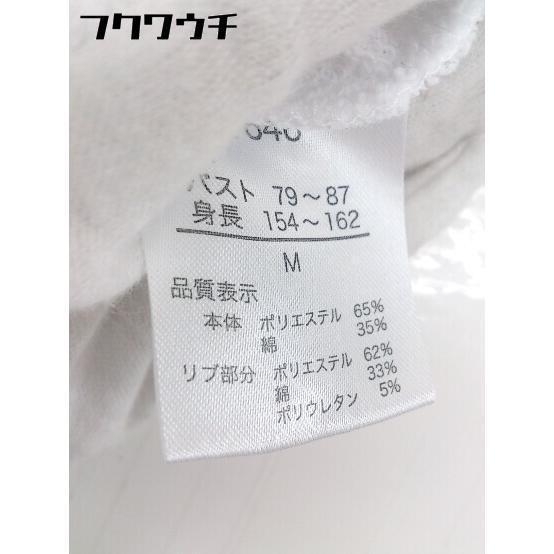 フクワウチ
バスト 79～87
身長 154～162
M
品質表示
本体 ポリエステル 65%
綿 35%
リブ部分 ポリエステル 62%
綿 33%
ポリウレタン 5%